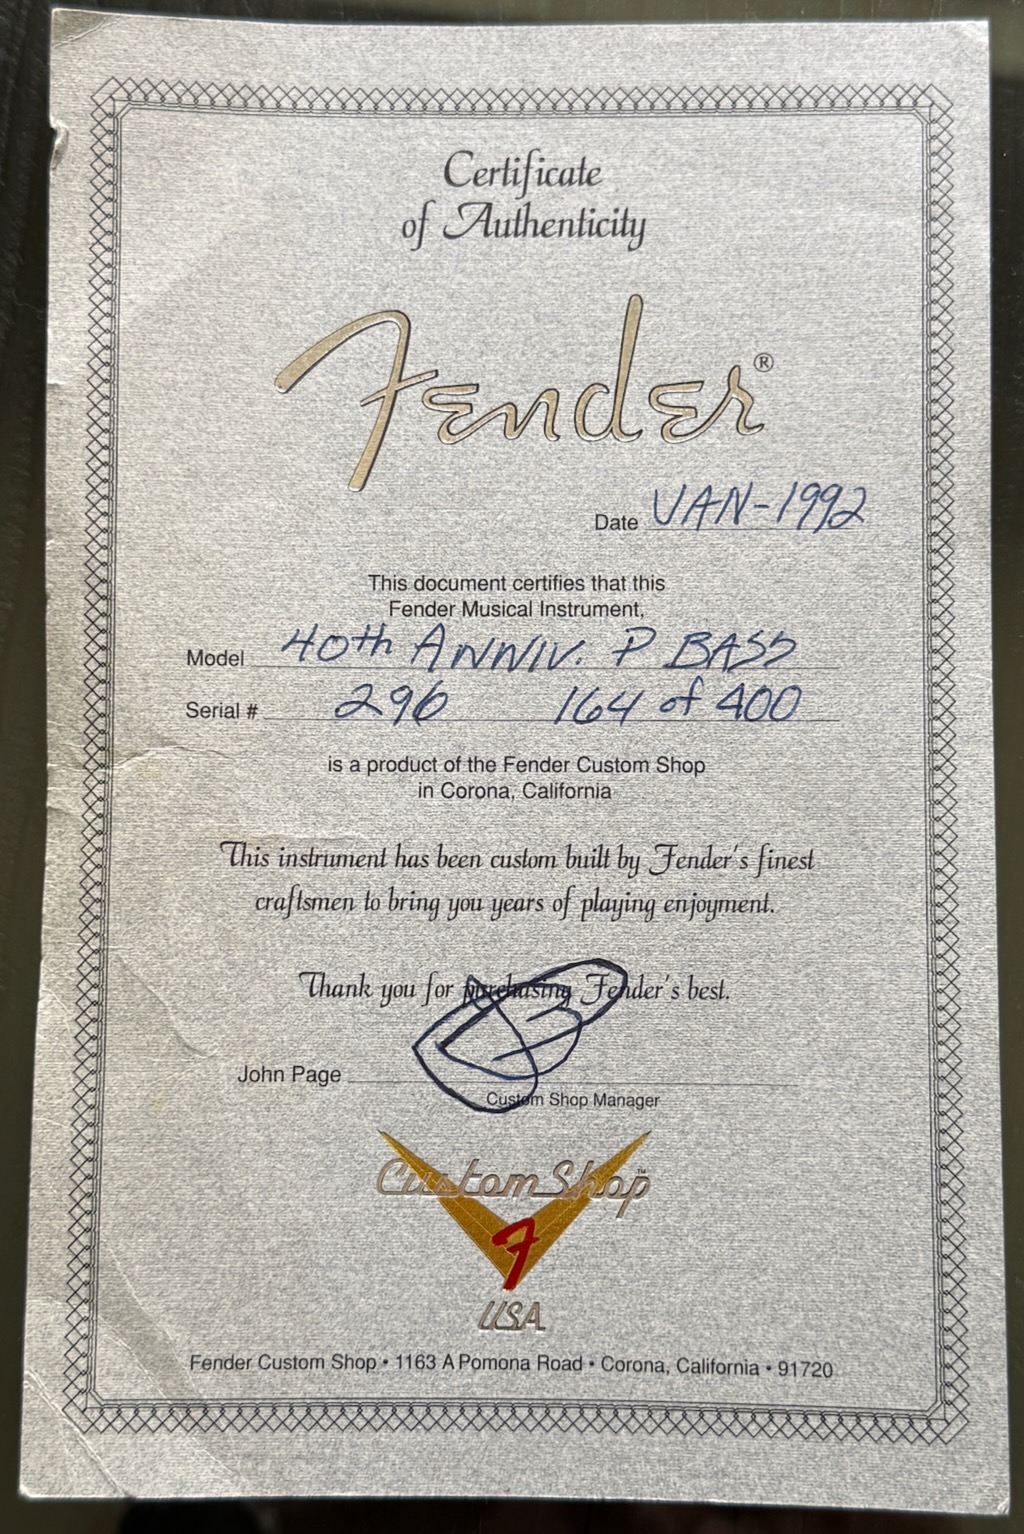 Certificate
of Authenticity
Fender®
Date JAN-1992
This document certifies that this
Fender Musical Instrument,
Model 40th ANNIV. P BASS
Serial # 296 164 of 400
is a product of the Fender Custom Shop
in Corona, California
This instrument has been custom built by Fender's finest
craftsmen to bring you years of playing enjoyment.
Thank you for purchasing Fender's best.
John Page
Custom Shop Manager
Custom Shop™
F
USA
Fender Custom Shop • 1163 A Pomona Road • Corona, California • 91720